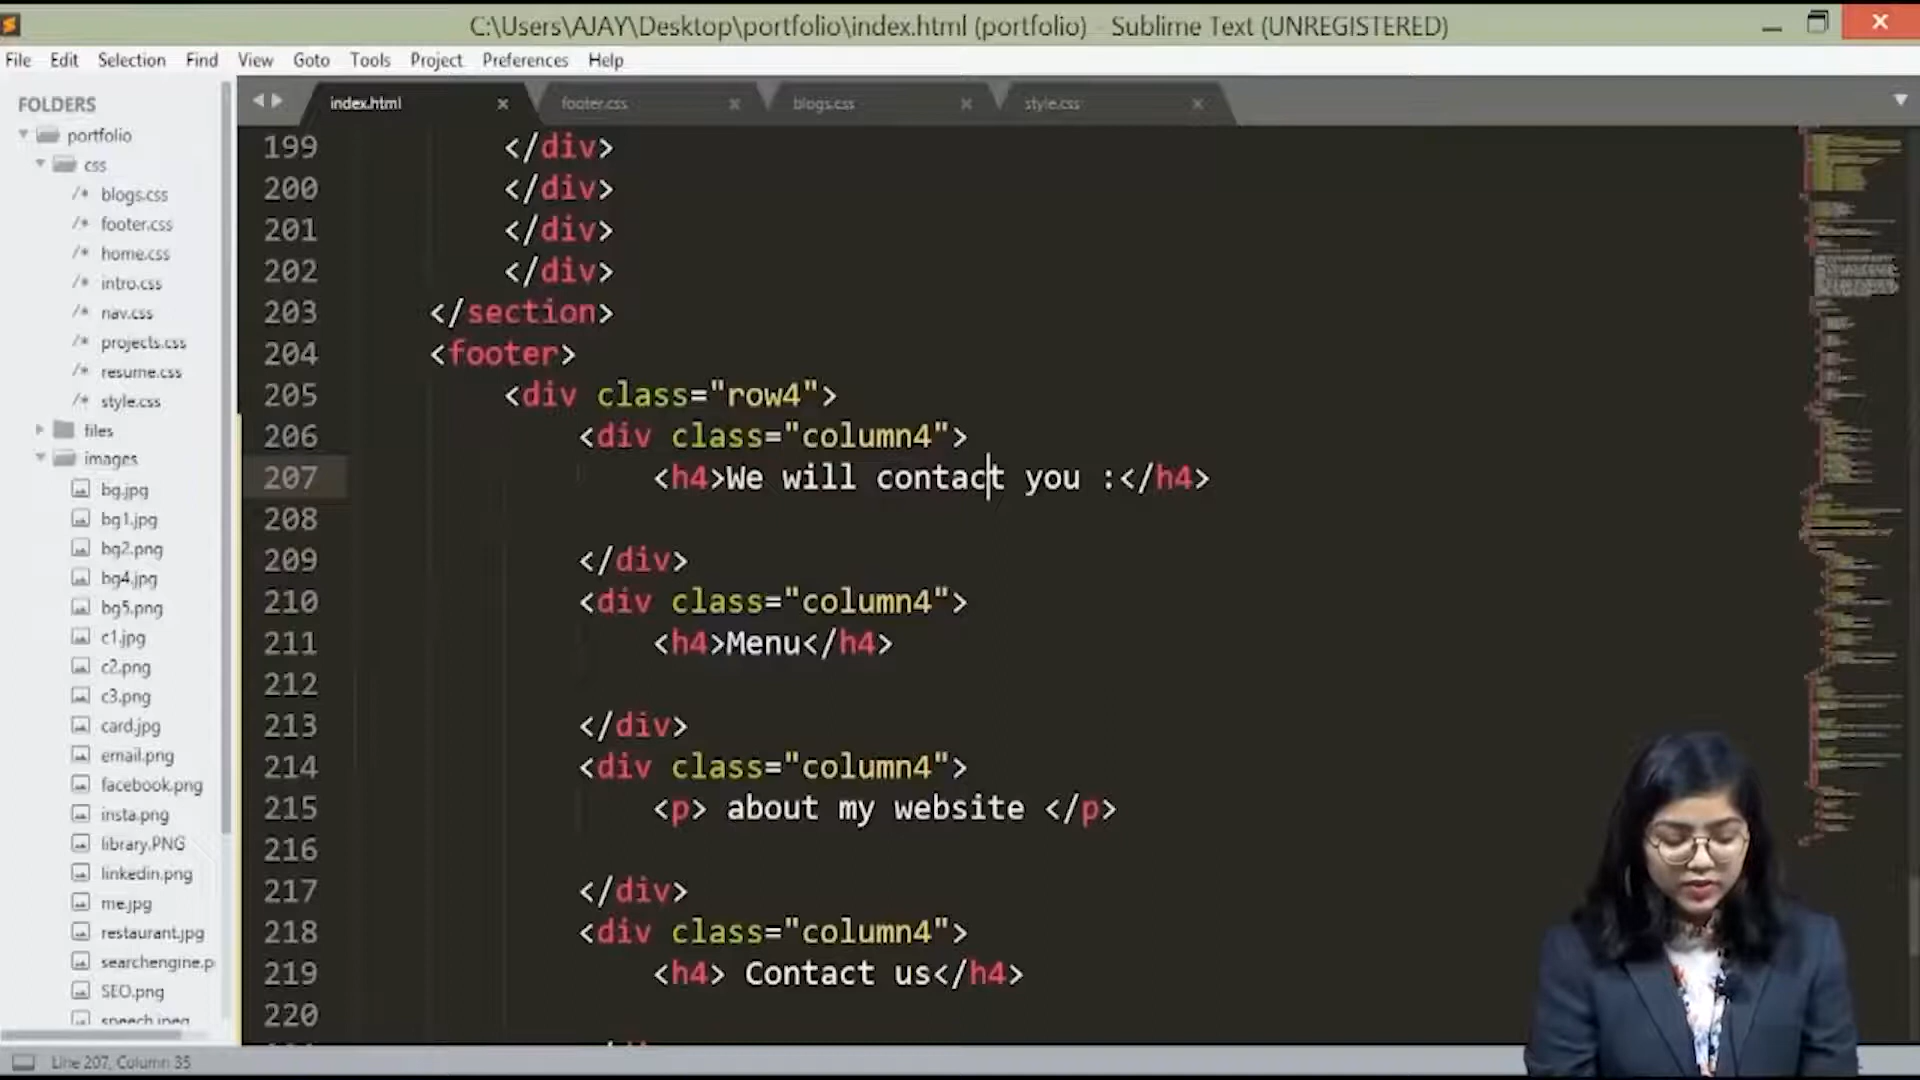 C:\Users\AJAY\Desktop\portfolio\index.html (portfolio) - Sublime Text (UNREGISTERED)
File Edit Selection Find View Goto Tools Project Preferences Help
FOLDERS
portfolio
css
/* blogs.css
/* footer.css
/* home.css
/* intro.css
/* nav.css
/* projects.css
/* resume.css
/* style.css
files
images
bg.jpg
bg1.jpg
bg2.png
bg4.jpg
bg5.png
c1.jpg
c2.png
c3.png
card.jpg
email.png
facebook.png
insta.png
library.PNG
linkedin.png
me.jpg
restaurant.jpg
searchengine.p
SEO.png
speech.jpeg
index.html footer.css blogs.css style.css
199 </div>
200 </div>
201 </div>
202 </div>
203 </section>
204 <footer>
205 <div class="row4">
206 <div class="column4">
207 <h4>We will contact you :</h4>
208
209 </div>
210 <div class="column4">
211 <h4>Menu</h4>
212
213 </div>
214 <div class="column4">
215 <p> about my website </p>
216
217 </div>
218 <div class="column4">
219 <h4> Contact us</h4>
220
Line 207, Column 35